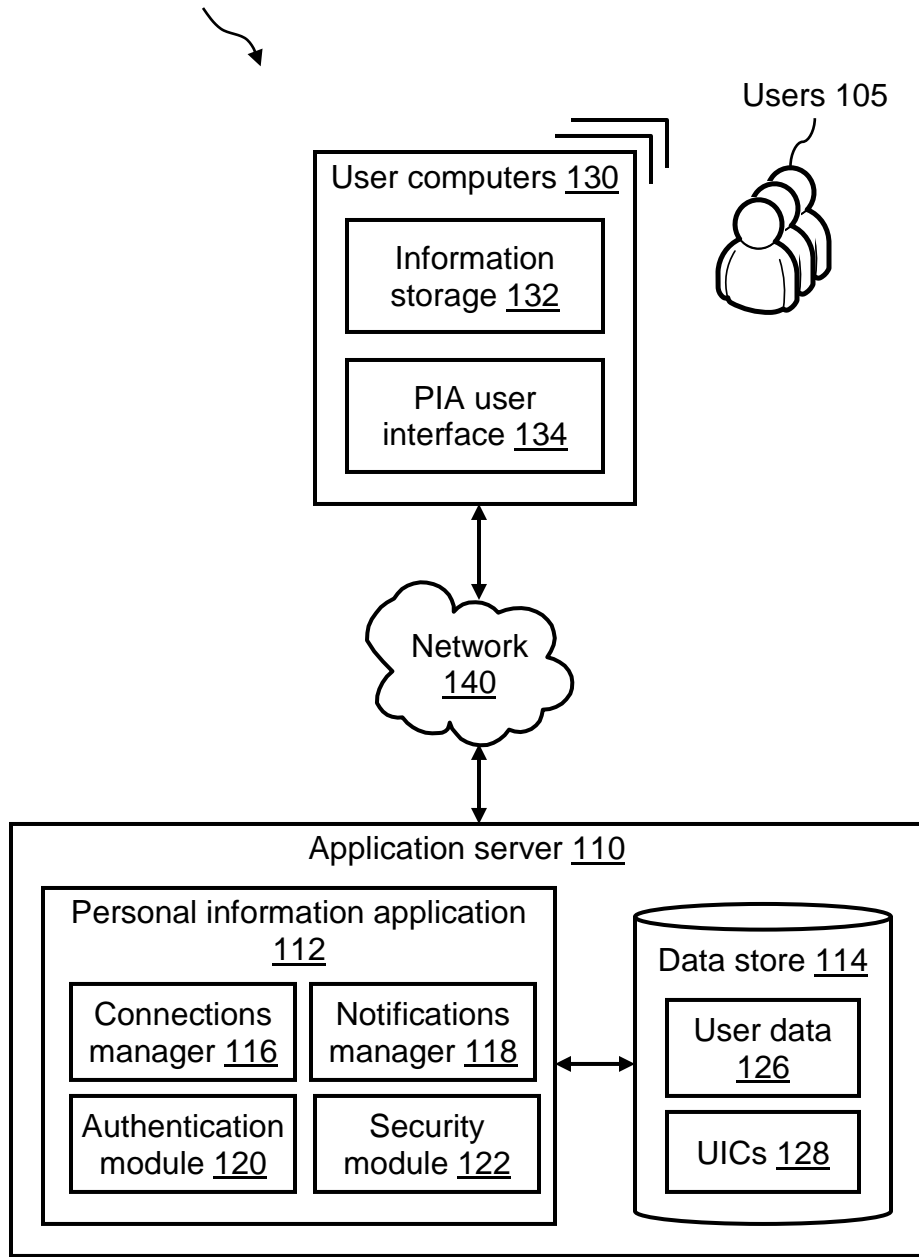 Users 105
User computers 130
Information
storage 132
PIA user
interface 134
Network
140
Application server 110
Personal information application
112
Connections
manager 116
Notifications
manager 118
Authentication
module 120
Security
module 122
Data store 114
User data
126
UICs 128